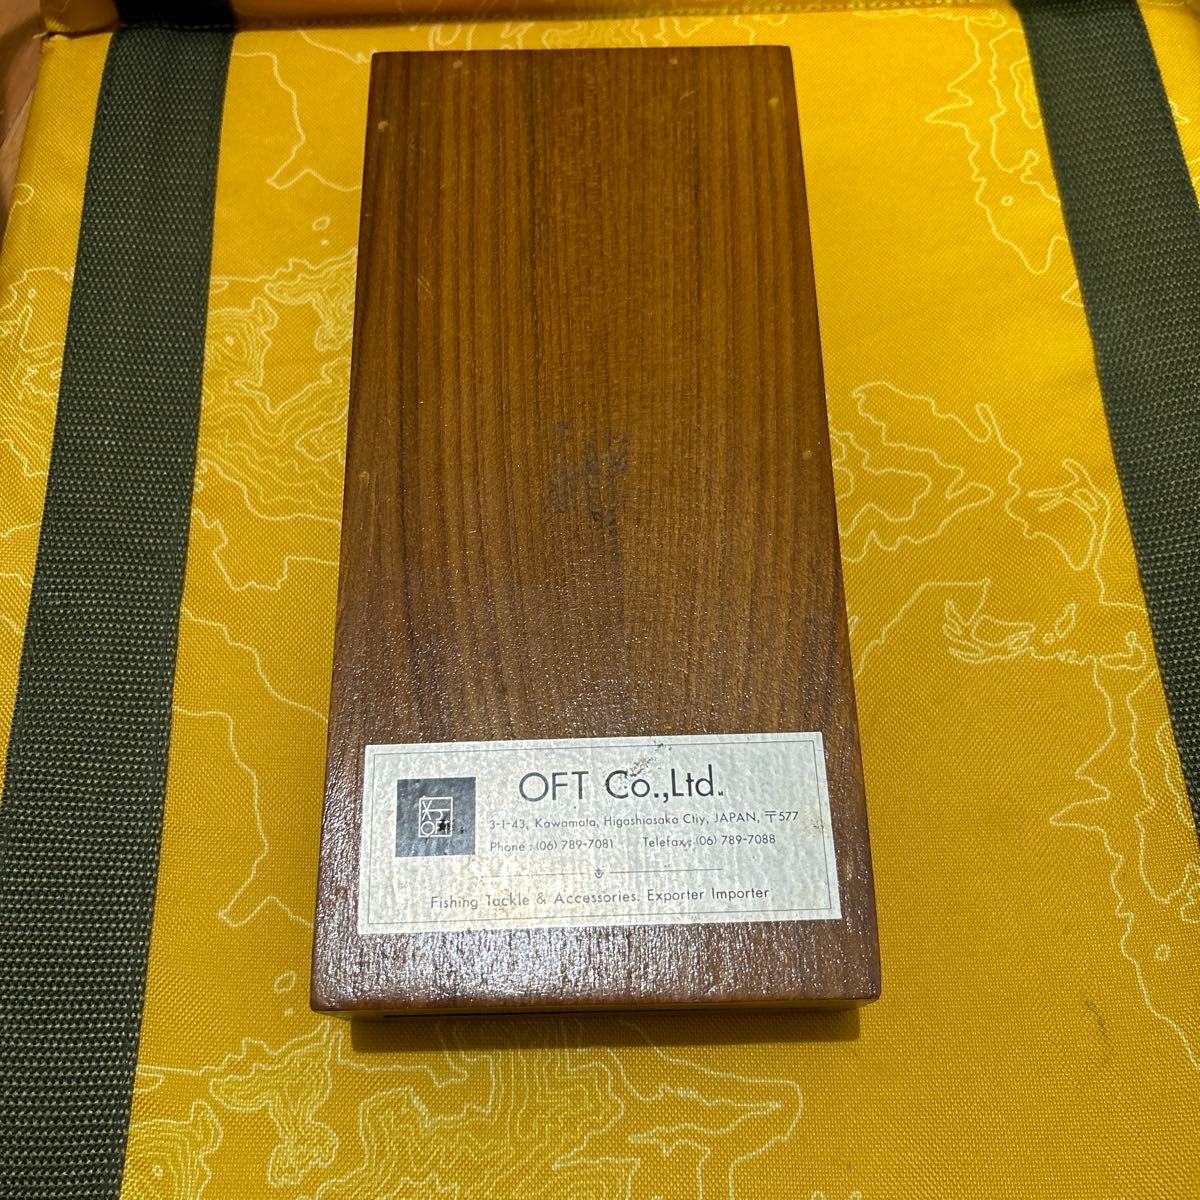 OFT Co.,Ltd.
3-1-43, Kawamata, Higashiosaka Ctiy, JAPAN, 〒577
Phone : (06) 789-7081 Telefax : (06) 789-7088
Fishing Tackle & Accessories. Exporter Importer